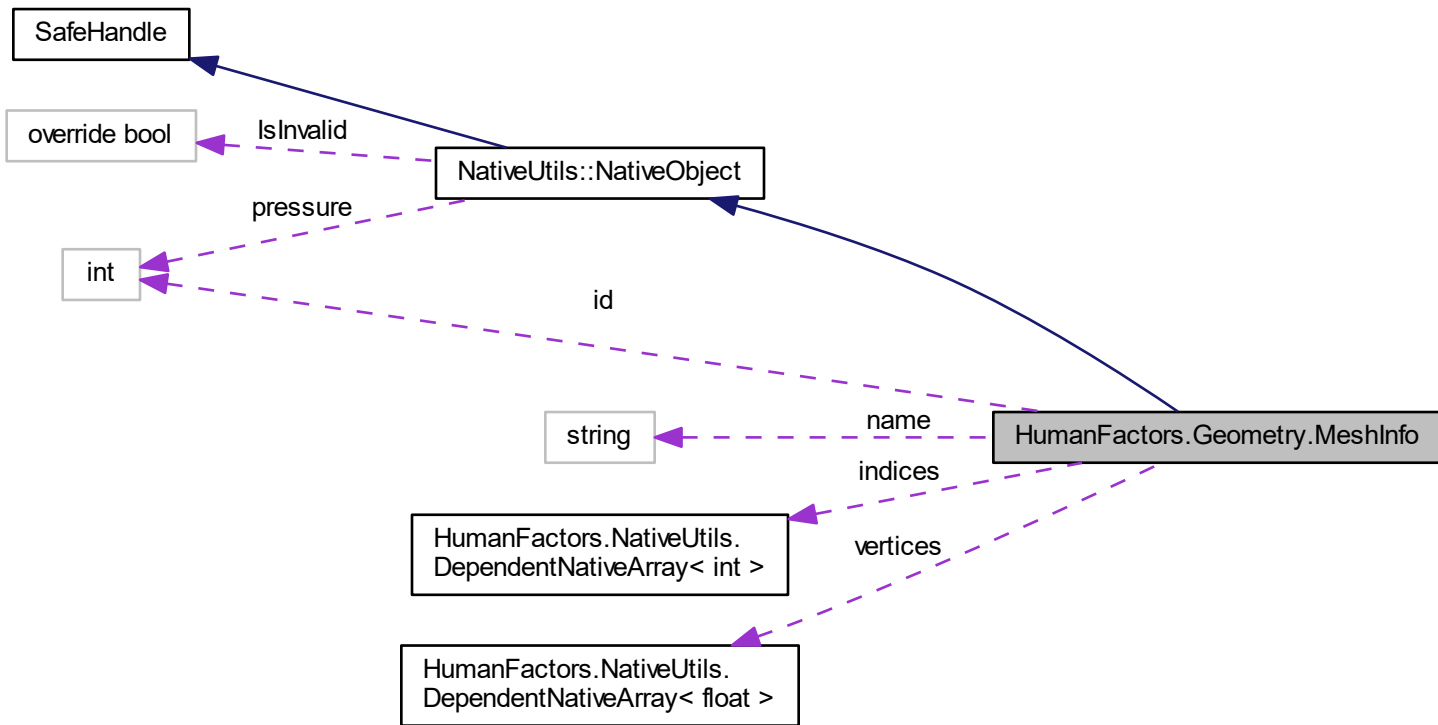 SafeHandle
override bool
IsInvalid
NativeUtils::NativeObject
pressure
int
id
name
string
HumanFactors.Geometry.MeshInfo
indices
HumanFactors.NativeUtils.
DependentNativeArray< int >
vertices
HumanFactors.NativeUtils.
DependentNativeArray< float >